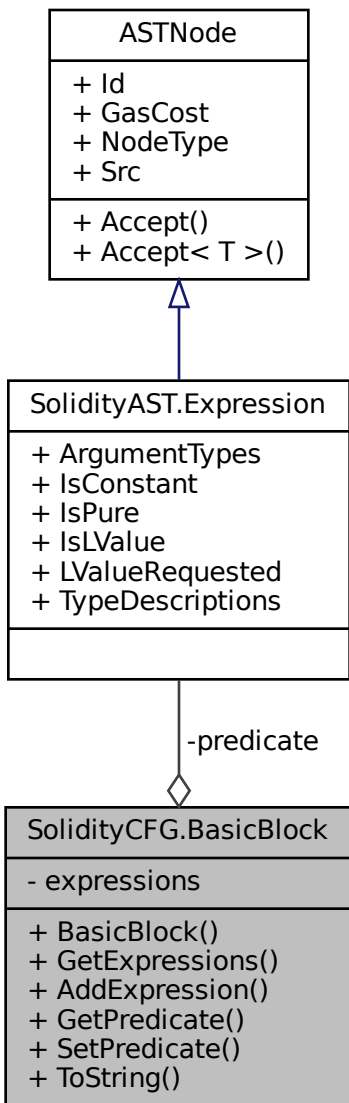 ASTNode
+ Id
+ GasCost
+ NodeType
+ Src
+ Accept()
+ Accept< T >()
SolidityAST.Expression
+ ArgumentTypes
+ IsConstant
+ IsPure
+ IsLValue
+ LValueRequested
+ TypeDescriptions
-predicate
SolidityCFG.BasicBlock
- expressions
+ BasicBlock()
+ GetExpressions()
+ AddExpression()
+ GetPredicate()
+ SetPredicate()
+ ToString()